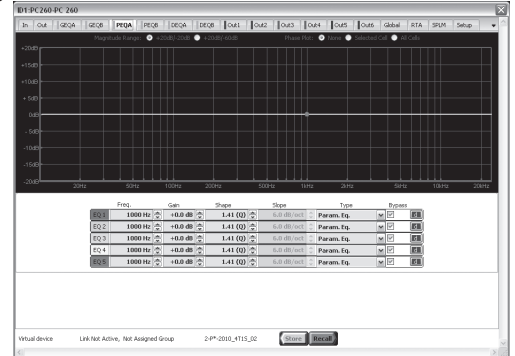 ID1:PC260-PC 260
In Out GEQA GEQB PEQA PEQB DEQA DEQB Out1 Out2 Out3 Out4 Out5 Out6 Global RTA SPLM Setup
Magnitude Range: +20dB/-20dB +20dB/-60dB Phase Plot: None Selected Cell All Cells
+20dB
+15dB
+10dB
+ 5dB
0dB
-5dB
-10dB
-15dB
-20dB
20Hz 50Hz 100Hz 200Hz 500Hz 1kHz 2kHz 5kHz 10kHz 20kHz
Freq. Gain Shape Slope Type Bypass
EQ 1 1000 Hz +0.0 dB 1.41 (Q) 6.0 dB/oct Param. Eq.
EQ 2 1000 Hz +0.0 dB 1.41 (Q) 6.0 dB/oct Param. Eq.
EQ 3 1000 Hz +0.0 dB 1.41 (Q) 6.0 dB/oct Param. Eq.
EQ 4 1000 Hz +0.0 dB 1.41 (Q) 6.0 dB/oct Param. Eq.
EQ 5 1000 Hz +0.0 dB 1.41 (Q) 6.0 dB/oct Param. Eq.
Virtual device Link Not Active, Not Assigned Group 2-P*-2010_4T15_02 Store Recall